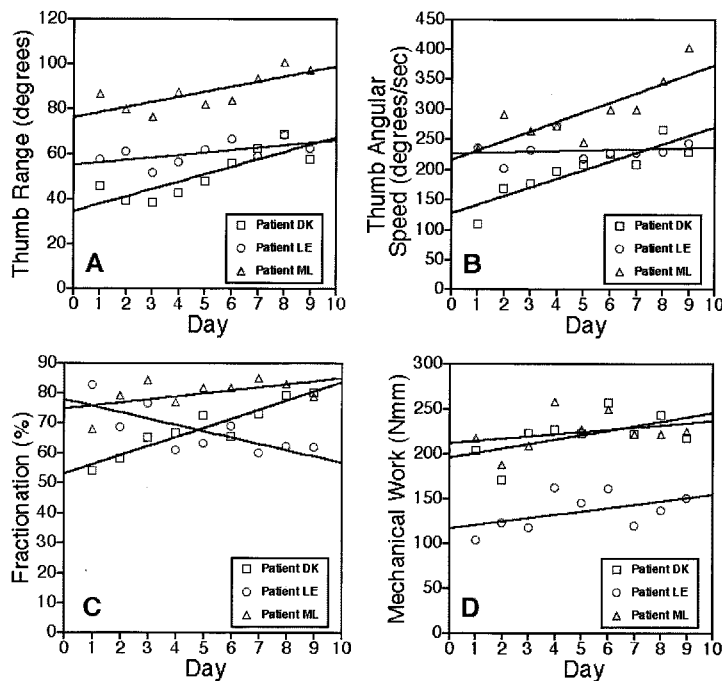 Thumb Range (degrees)
120
100
80
60
40
20
0
A
□ Patient DK
○ Patient LE
△ Patient ML
0 1 2 3 4 5 6 7 8 9 10
Day
Thumb Angular
Speed (degrees/sec)
450
400
350
300
250
200
150
100
50
0
B
□ Patient DK
○ Patient LE
△ Patient ML
0 1 2 3 4 5 6 7 8 9 10
Day
Fractionation (%)
90
80
70
60
50
40
30
20
10
0
C
□ Patient DK
○ Patient LE
△ Patient ML
0 1 2 3 4 5 6 7 8 9 10
Day
Mechanical Work (Nmm)
300
250
200
150
100
50
0
D
□ Patient DK
○ Patient LE
△ Patient ML
0 1 2 3 4 5 6 7 8 9 10
Day